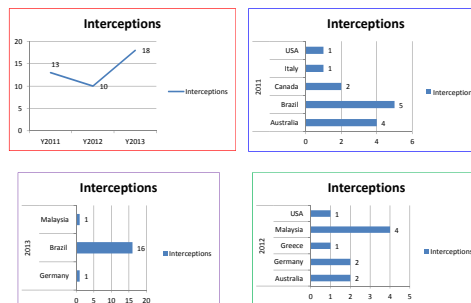 Interceptions
20
15
10
5
0
13
10
18
Y2011
Y2012
Y2013
Interceptions
Interceptions
2011
USA
1
Italy
1
Canada
2
Brazil
5
Australia
4
0
2
4
6
Interceptions
Interceptions
2013
Malaysia
1
Brazil
16
Germany
1
0
5
10
15
20
Interceptions
Interceptions
2012
USA
1
Malaysia
4
Greece
1
Germany
2
Australia
2
0
1
2
3
4
5
Interceptions